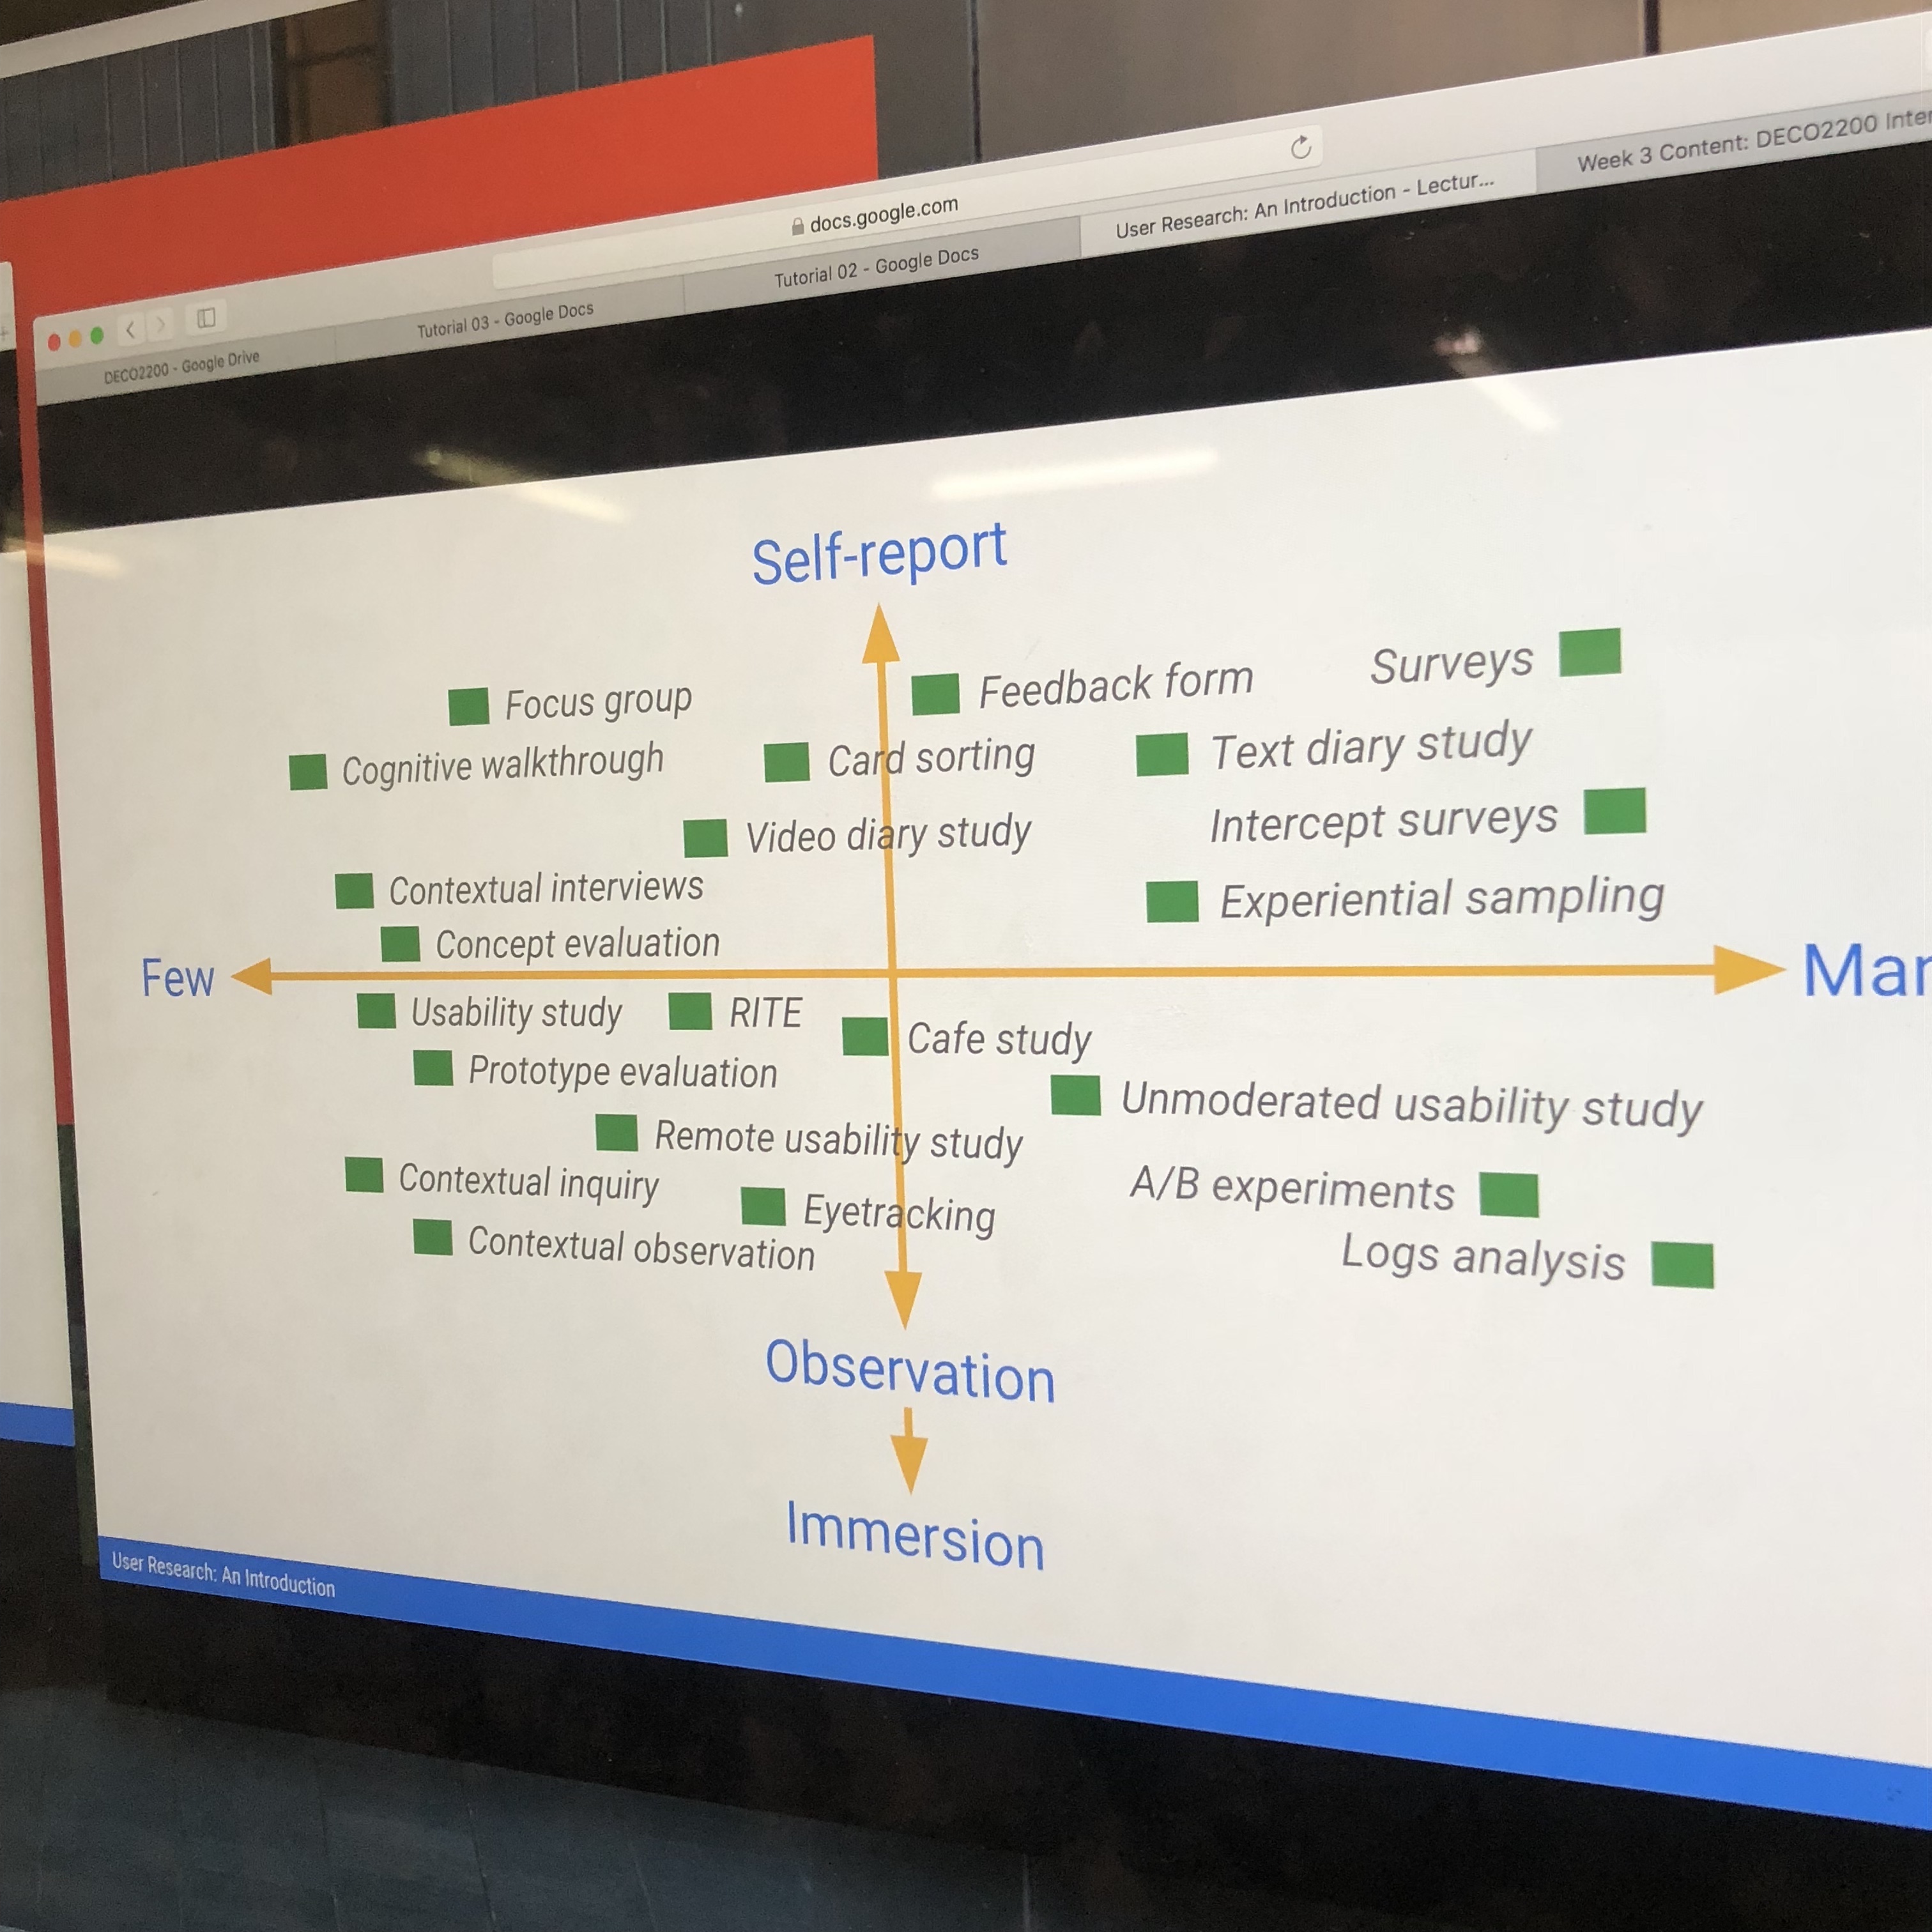 docs.google.com
DECO2200 - Google Drive
Tutorial 03 - Google Docs
Tutorial 02 - Google Docs
User Research: An Introduction - Lectur...
Week 3 Content: DECO2200 Inter
Self-report
Focus group
Feedback form
Surveys
Cognitive walkthrough
Card sorting
Text diary study
Video diary study
Intercept surveys
Contextual interviews
Experiential sampling
Concept evaluation
Few
Usability study
RITE
Cafe study
Prototype evaluation
Unmoderated usability study
Remote usability study
Contextual inquiry
A/B experiments
Eyetracking
Contextual observation
Logs analysis
Observation
Immersion
User Research: An Introduction